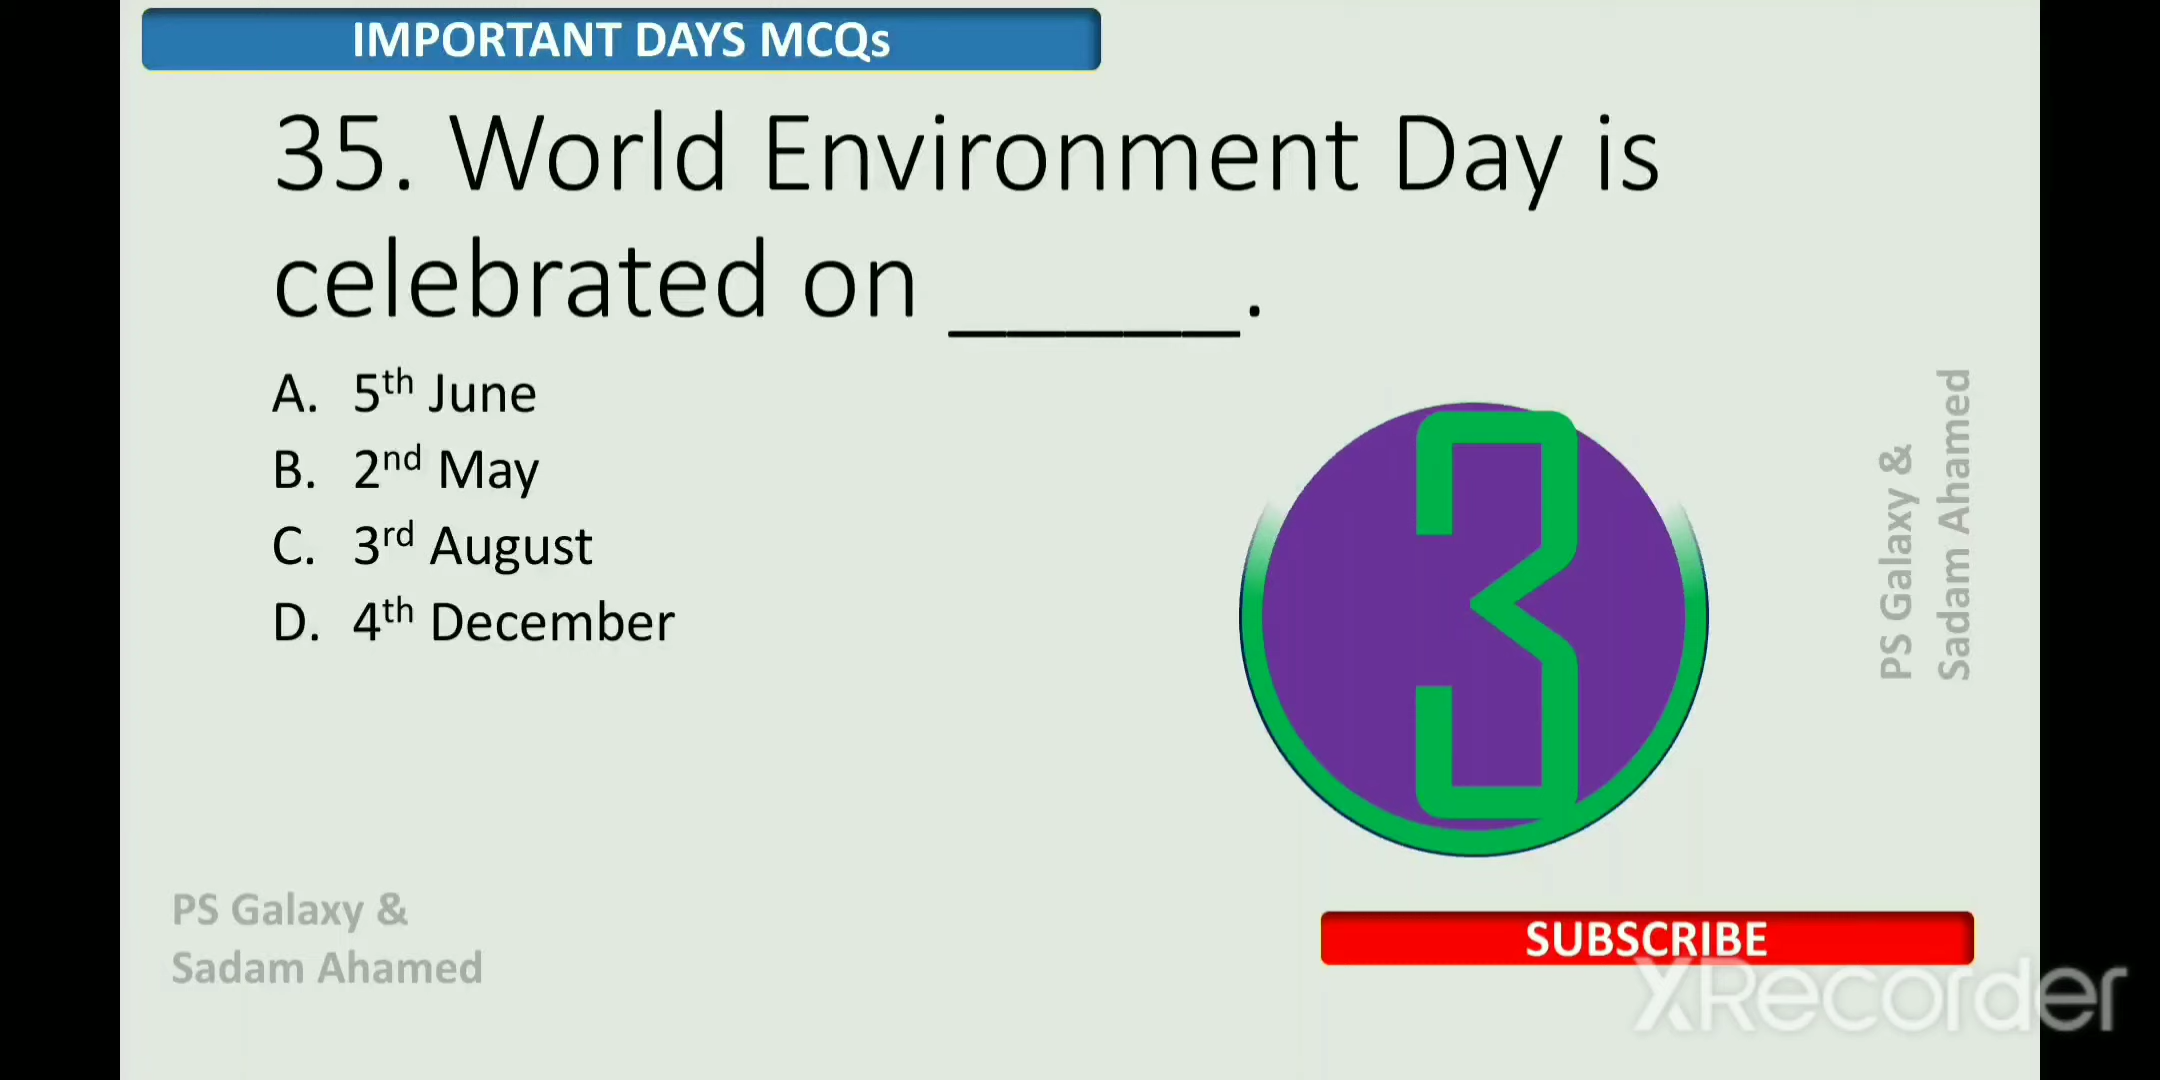 IMPORTANT DAYS MCQs
35. World Environment Day is
celebrated on _____.
A. 5th June
B. 2nd May
C. 3rd August
D. 4th December
3
PS Galaxy &
Sadam Ahamed
PS Galaxy &
Sadam Ahamed
SUBSCRIBE
XRecorder